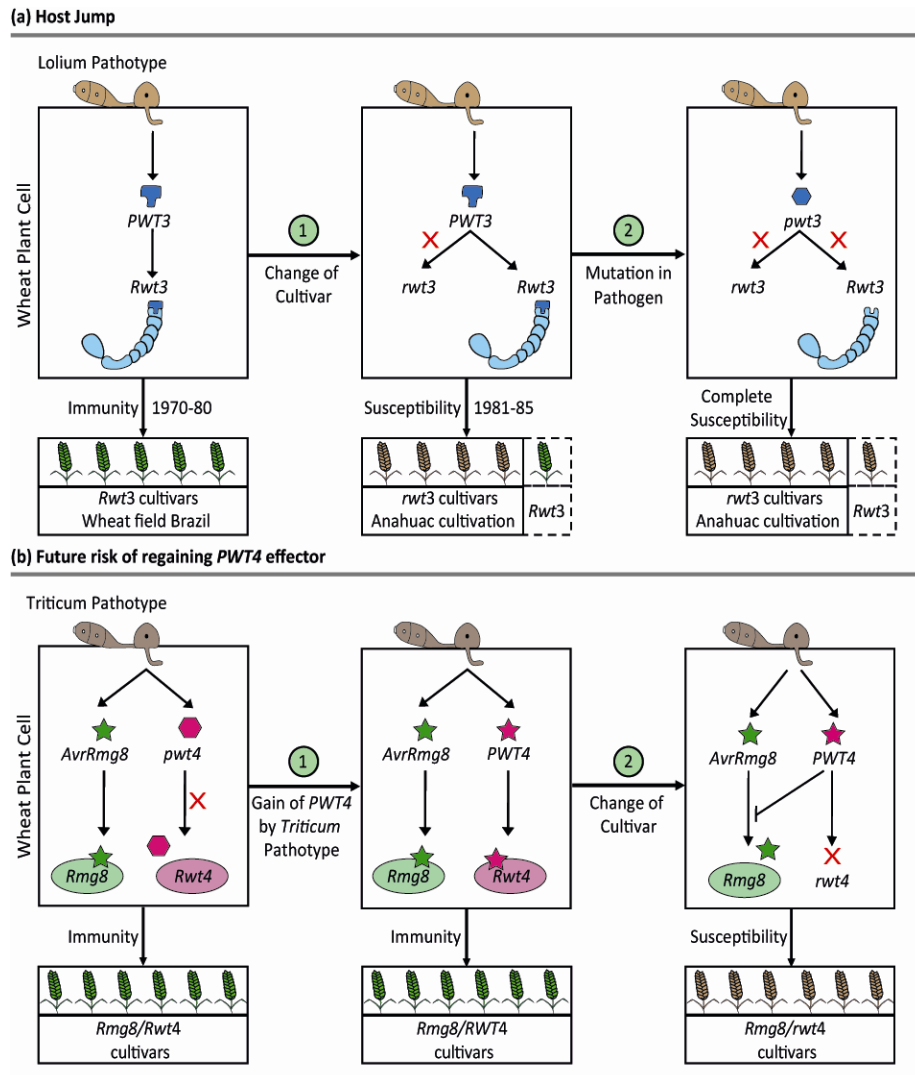 (a) Host Jump
Lolium Pathotype
Wheat Plant Cell
PWT3
Rwt3
1
Change of
Cultivar
PWT3
X
rwt3
Rwt3
2
Mutation in
Pathogen
pwt3
X
X
rwt3
Rwt3
Immunity
1970-80
Susceptibility
1981-85
Complete
Susceptibility
Rwt3 cultivars
Wheat field Brazil
rwt3 cultivars
Anahuac cultivation
Rwt3
rwt3 cultivars
Anahuac cultivation
Rwt3
(b) Future risk of regaining PWT4 effector
Triticum Pathotype
Wheat Plant Cell
AvrRmg8
pwt4
X
Rmg8
Rwt4
1
Gain of PWT4
by Triticum
Pathotype
AvrRmg8
PWT4
Rmg8
Rwt4
2
Change of
Cultivar
AvrRmg8
PWT4
X
Rmg8
rwt4
Immunity
Immunity
Susceptibility
Rmg8/Rwt4
cultivars
Rmg8/RWT4
cultivars
Rmg8/rwt4
cultivars